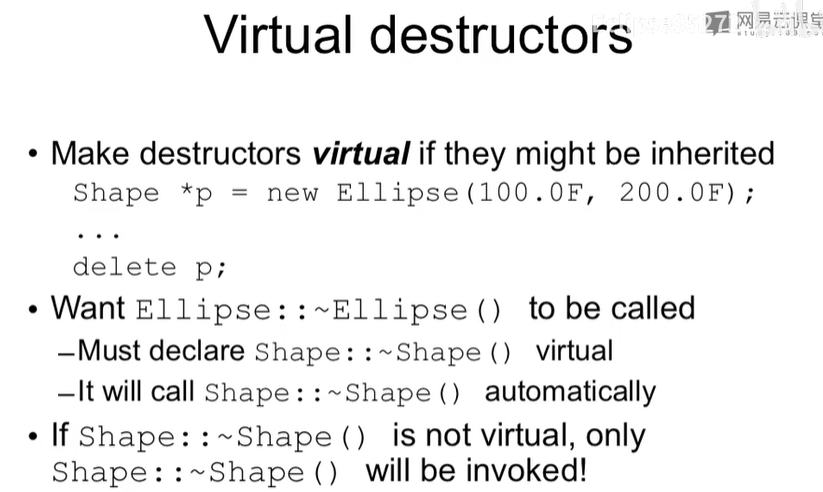 Virtual destructors
网易云课堂
• Make destructors virtual if they might be inherited
Shape *p = new Ellipse(100.0F, 200.0F);
...
delete p;
• Want Ellipse::~Ellipse() to be called
–Must declare Shape::~Shape() virtual
–It will call Shape::~Shape() automatically
• If Shape::~Shape() is not virtual, only
Shape::~Shape() will be invoked!